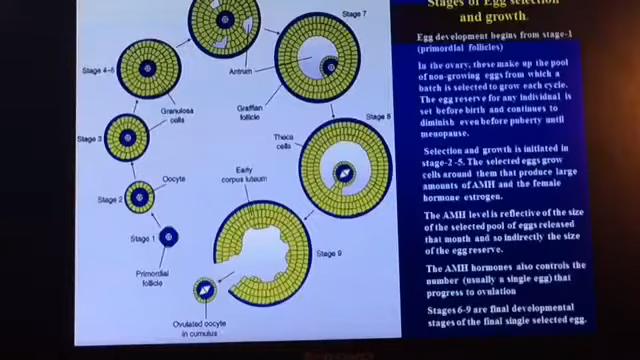 Stages of Egg selection
and growth.
Egg development begins from stage-1
(primordial follicles)
In the ovary, these make up the pool
of non-growing eggs from which a
batch is selected to grow each cycle.
The egg reserve for any individual is
set before birth and continues to
diminish even before puberty until
menopause.
Selection and growth is initiated in
stage-2 -5. The selected eggs grow
cells around them that produce large
amounts of AMH and the female
hormone estrogen.
The AMH level is reflective of the size
of the selected pool of eggs released
that month and so indirectly the size
of the egg reserve.
The AMH hormones also controls the
number (usually a single egg) that
progress to ovulation
Stages 6-9 are final developmental
stages of the final single selected egg.
Stage 7
Antrum
Stage 4-5
Graffian
follicle
Granulosa
cells
Stage 8
Stage 3
Theca
cells
Early
corpus luteum
Oocyte
Stage 2
Stage 1
Stage 9
Primordial
follicle
Ovulated oocyte
in cumulus